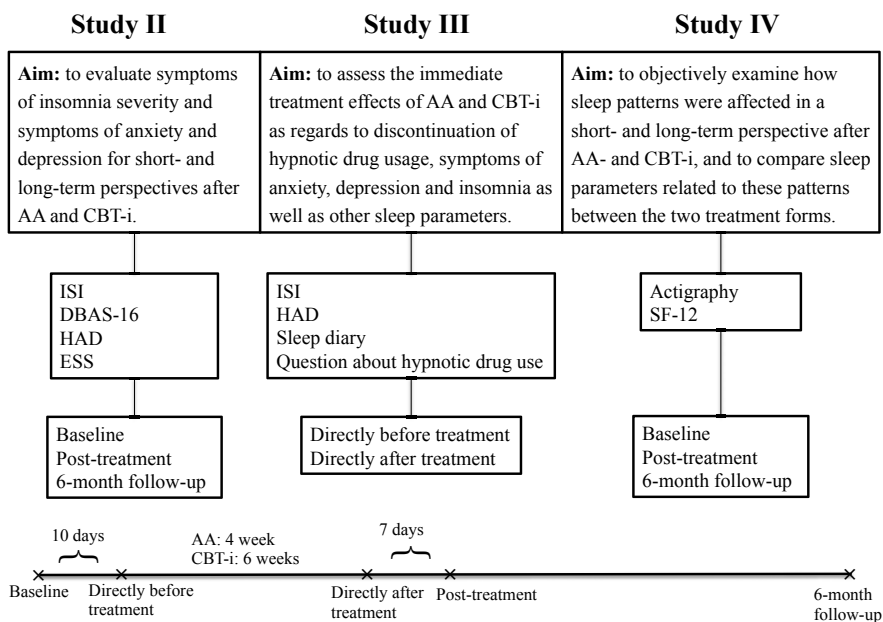 Study II
Aim: to evaluate symptoms
of insomnia severity and
symptoms of anxiety and
depression for short- and
long-term perspectives after
AA and CBT-i.
ISI
DBAS-16
HAD
ESS
Baseline
Post-treatment
6-month follow-up
Study III
Aim: to assess the immediate
treatment effects of AA and CBT-i
as regards to discontinuation of
hypnotic drug usage, symptoms of
anxiety, depression and insomnia as
well as other sleep parameters.
ISI
HAD
Sleep diary
Question about hypnotic drug use
Directly before treatment
Directly after treatment
Study IV
Aim: to objectively examine how
sleep patterns were affected in a
short- and long-term perspective after
AA- and CBT-i, and to compare sleep
parameters related to these patterns
between the two treatment forms.
Actigraphy
SF-12
Baseline
Post-treatment
6-month follow-up
10 days
AA: 4 week
CBT-i: 6 weeks
7 days
Baseline
Directly before
treatment
Directly after
treatment
Post-treatment
6-month
follow-up